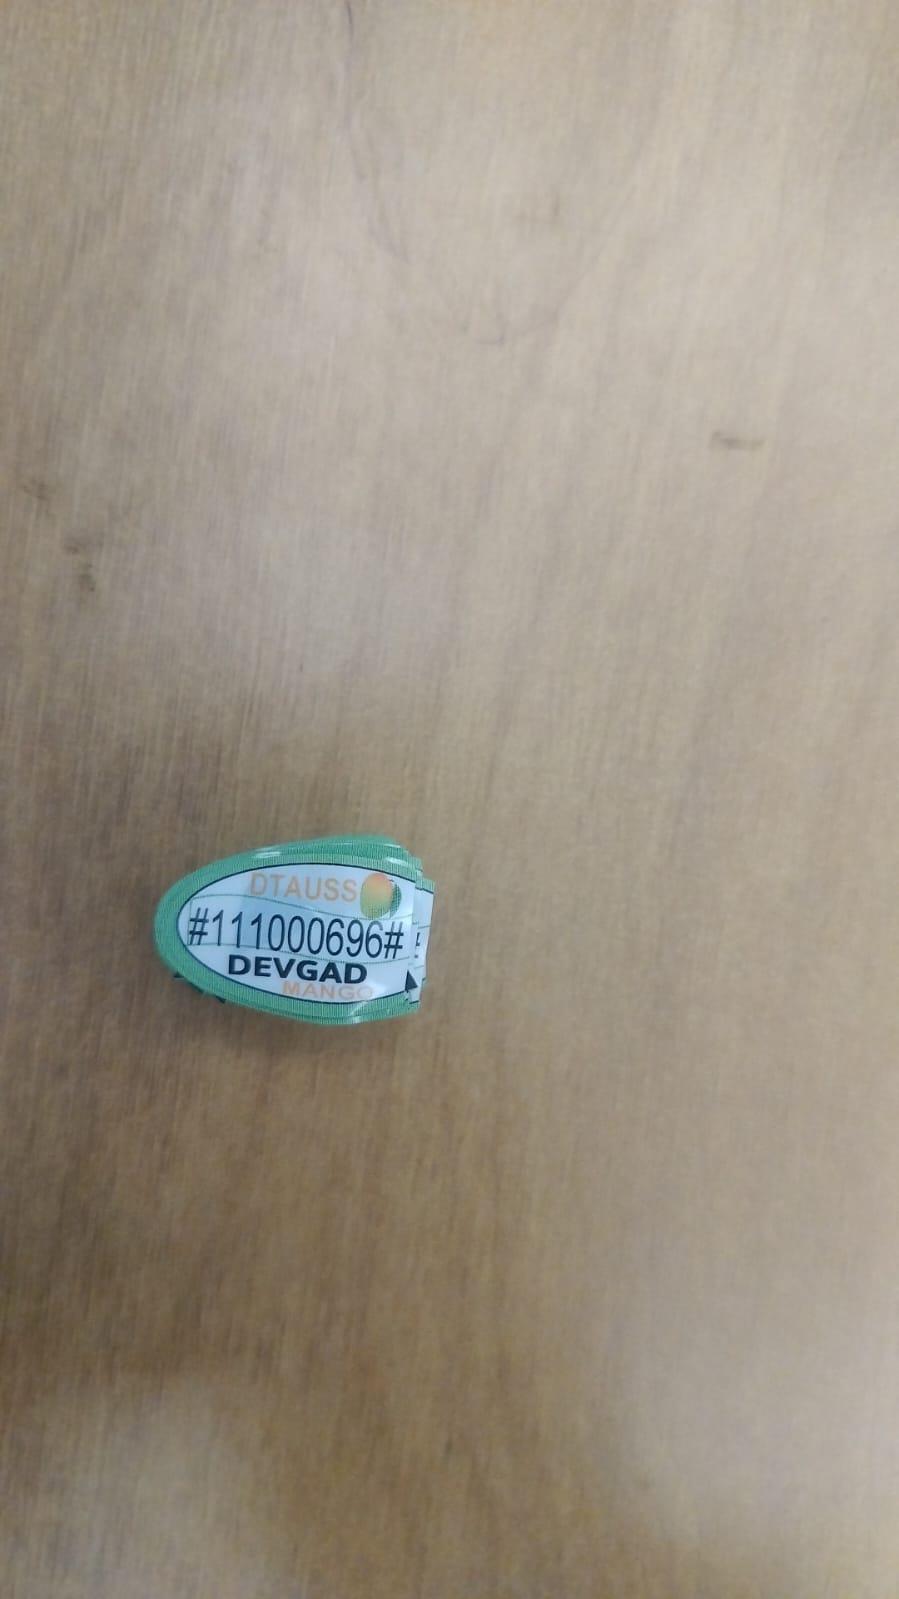 DTAUSS
#111000696#
DEVGAD
MANGO